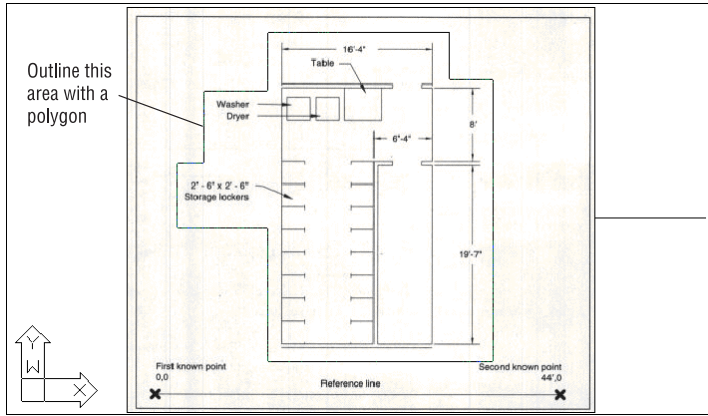 16'-4"
Table
Outline this
area with a
polygon
Washer
Dryer
8'
6'-4"
2' - 6" x 2' - 6"
Storage lockers
19'-7"
Y
W
X
First known point
0,0
Second known point
44',0
Reference line